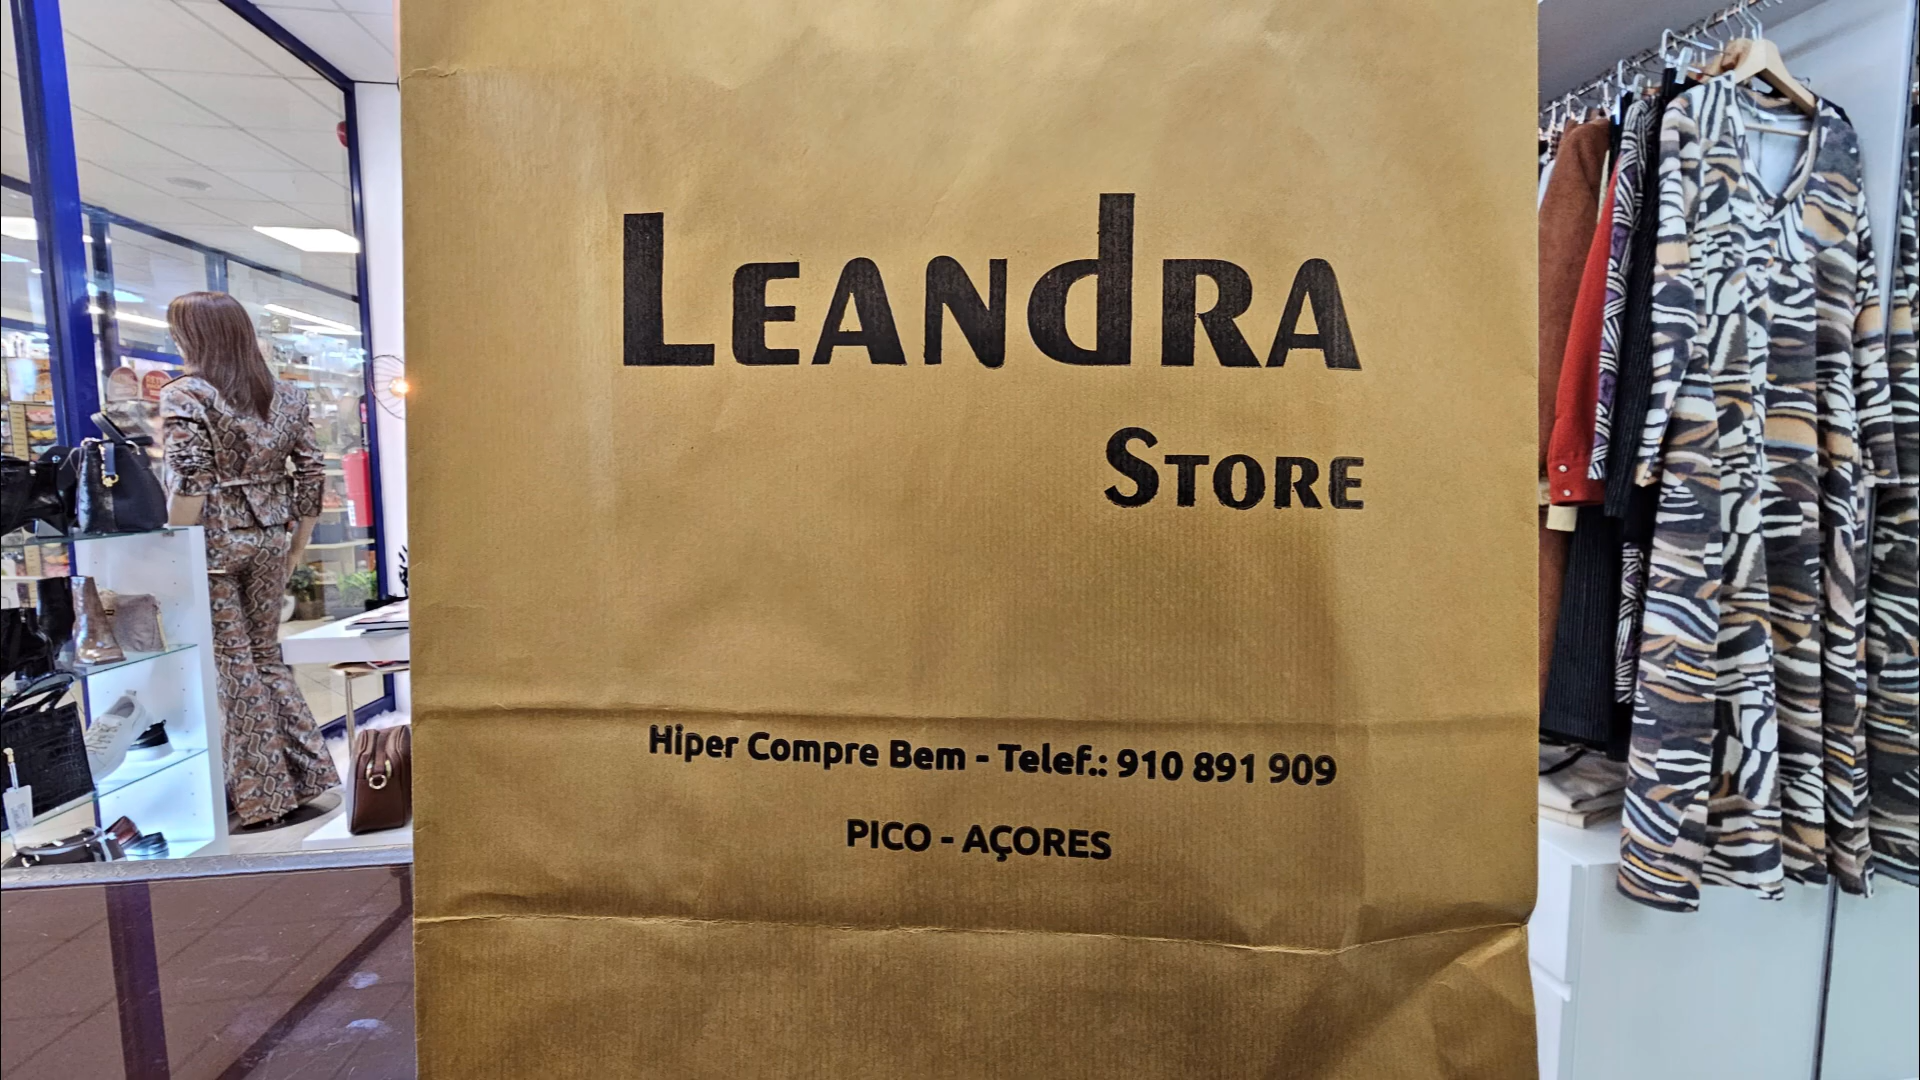 LEANdRA
STORE
Hiper Compre Bem - Telef.: 910 891 909
PICO - AÇORES